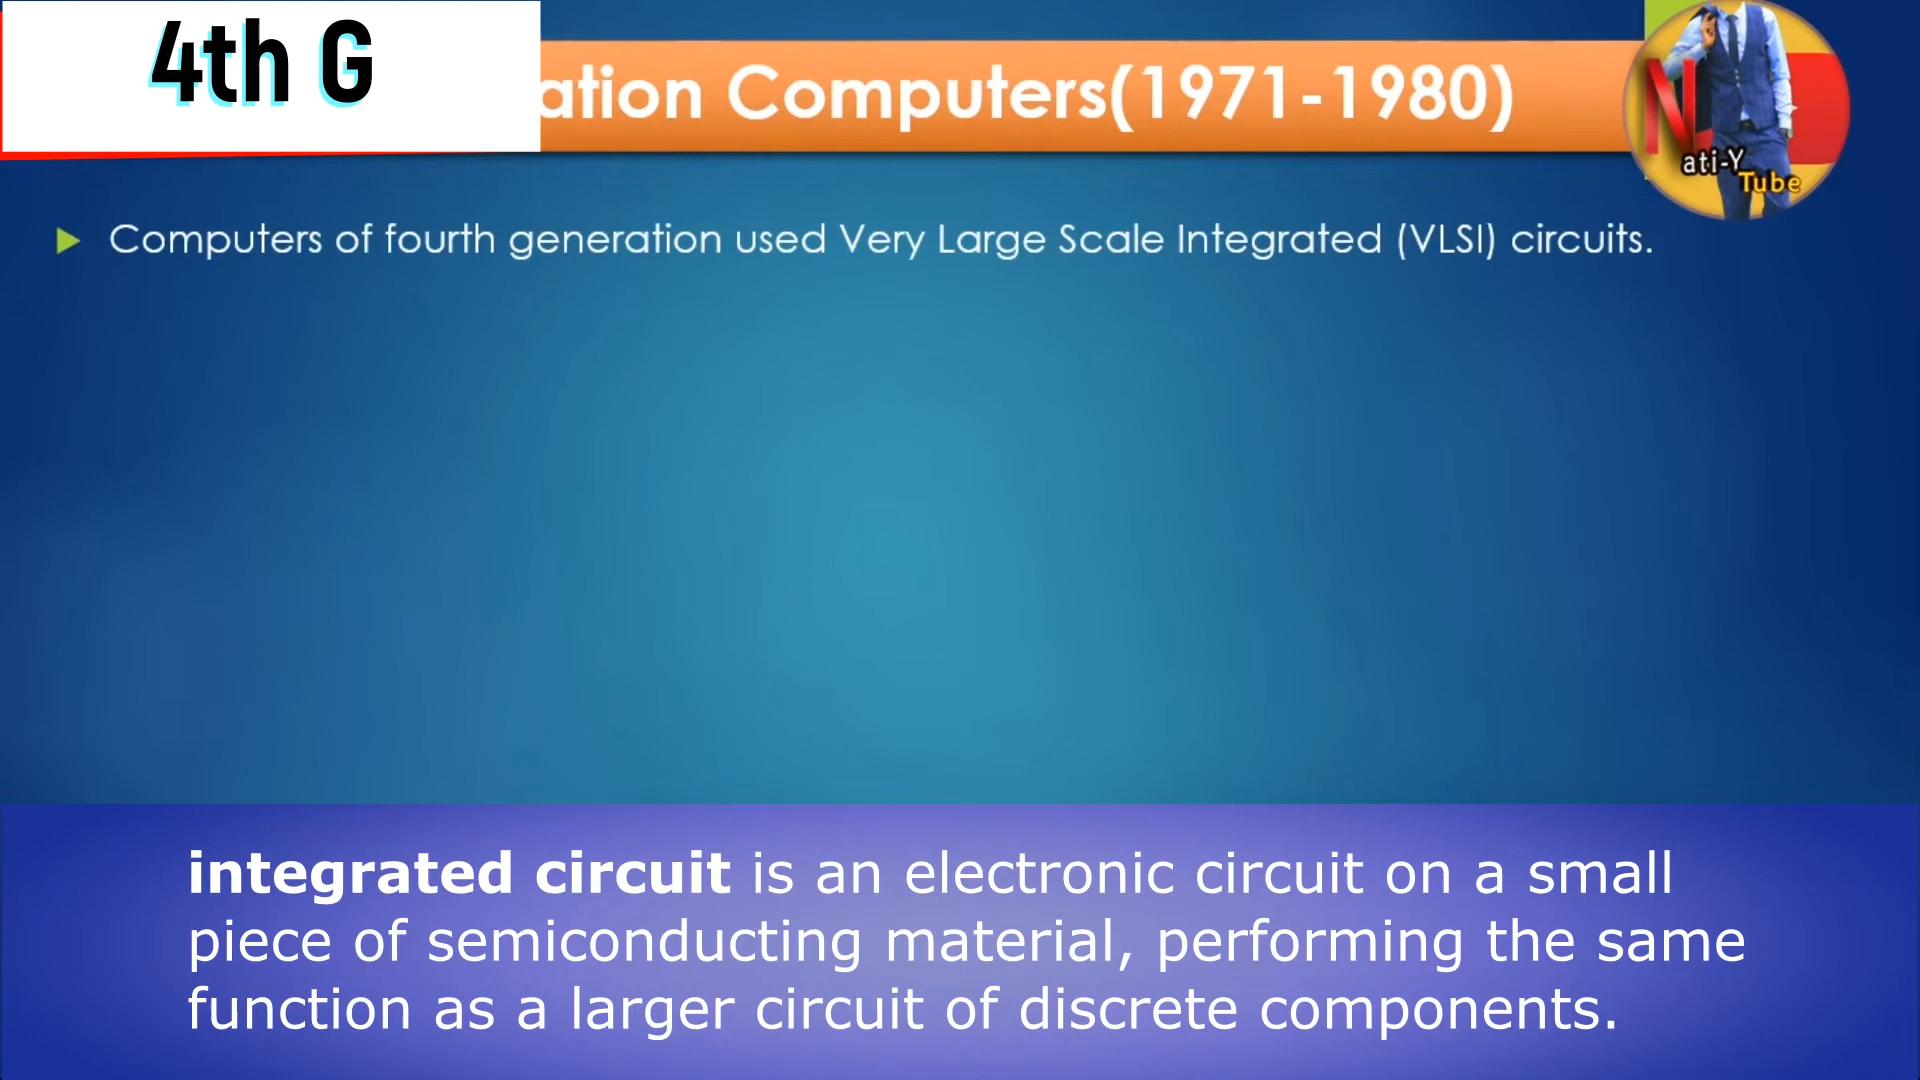 4th G
ation Computers(1971-1980)
N
ati-Y
Tube
Computers of fourth generation used Very Large Scale Integrated (VLSI) circuits.
integrated circuit is an electronic circuit on a small
piece of semiconducting material, performing the same
function as a larger circuit of discrete components.